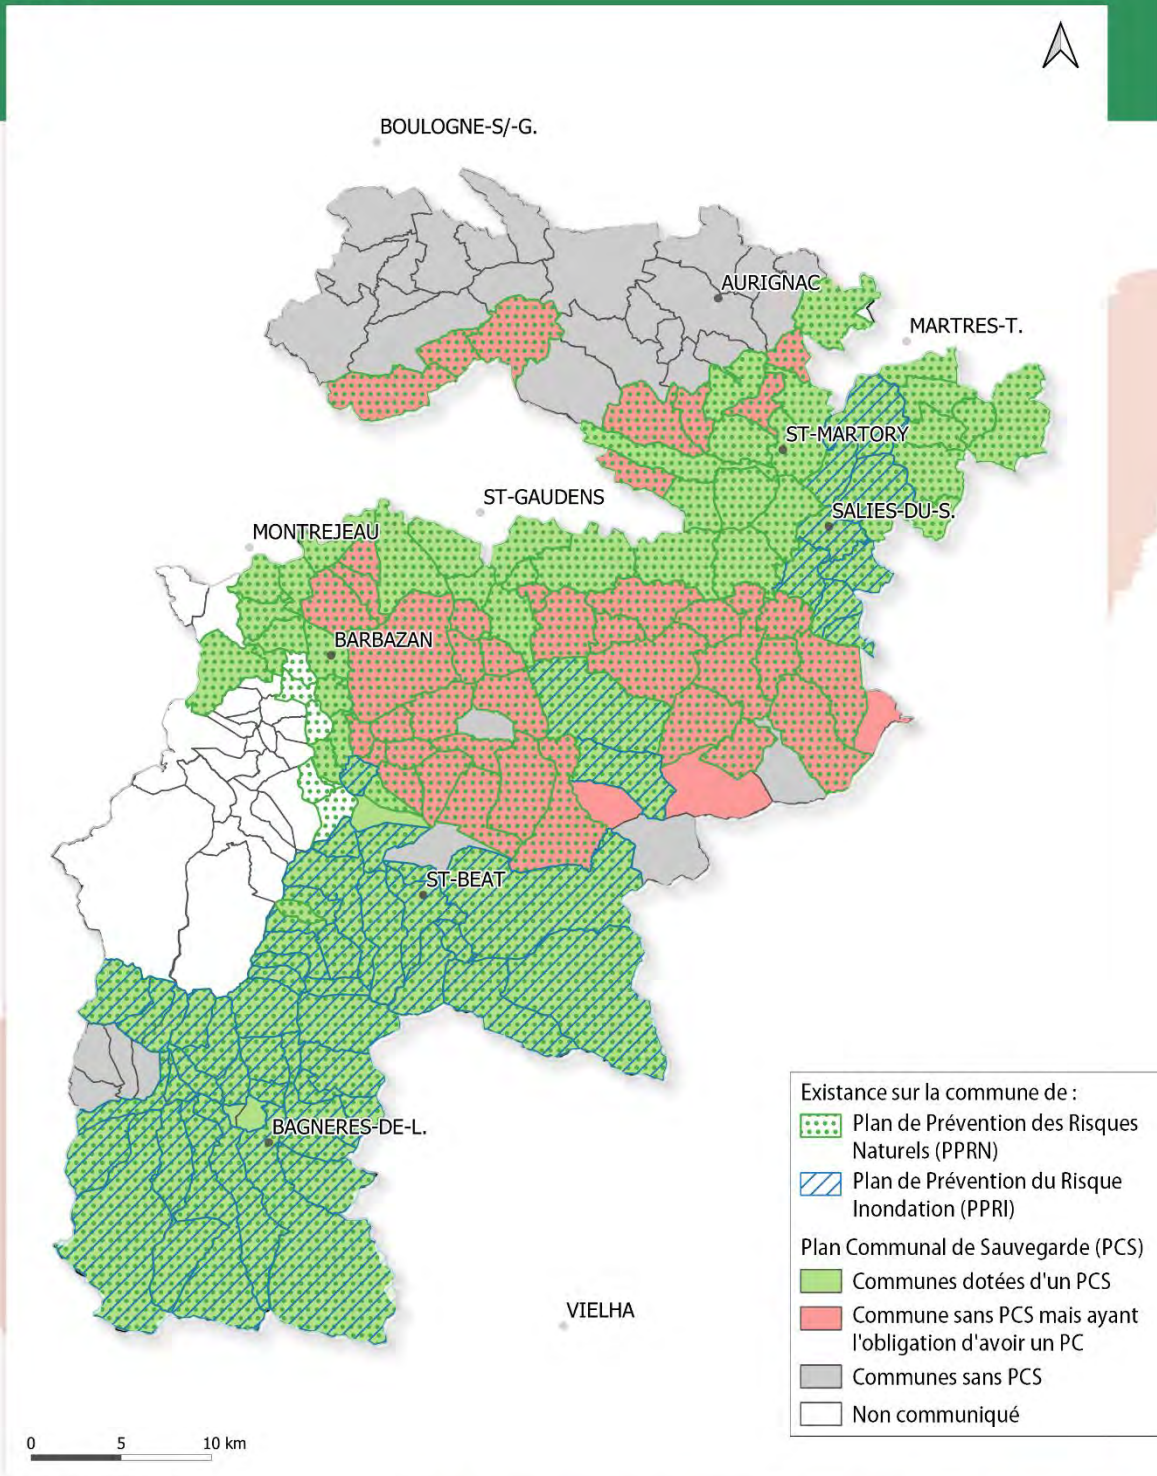 BOULOGNE-S/-G.
AURIGNAC
MARTRES-T.
ST-MARTORY
ST-GAUDENS
SALIES-DU-S.
MONTREJEAU
BARBAZAN
ST-BEAT
BAGNERES-DE-L.
VIELHA
Existance sur la commune de :
Plan de Prévention des Risques
Naturels (PPRN)
Plan de Prévention du Risque
Inondation (PPRI)
Plan Communal de Sauvegarde (PCS)
Communes dotées d'un PCS
Commune sans PCS mais ayant
l'obligation d'avoir un PC
Communes sans PCS
Non communiqué
0 5 10 km